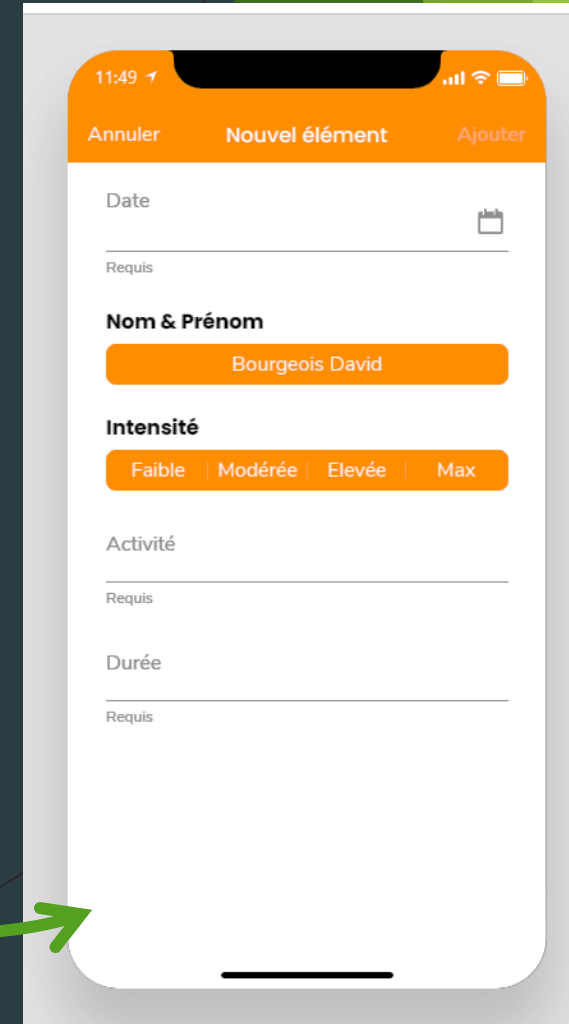 11:49
Annuler Nouvel élément Ajouter
Date
Requis
Nom & Prénom
Bourgeois David
Intensité
Faible Modérée Elevée Max
Activité
Requis
Durée
Requis